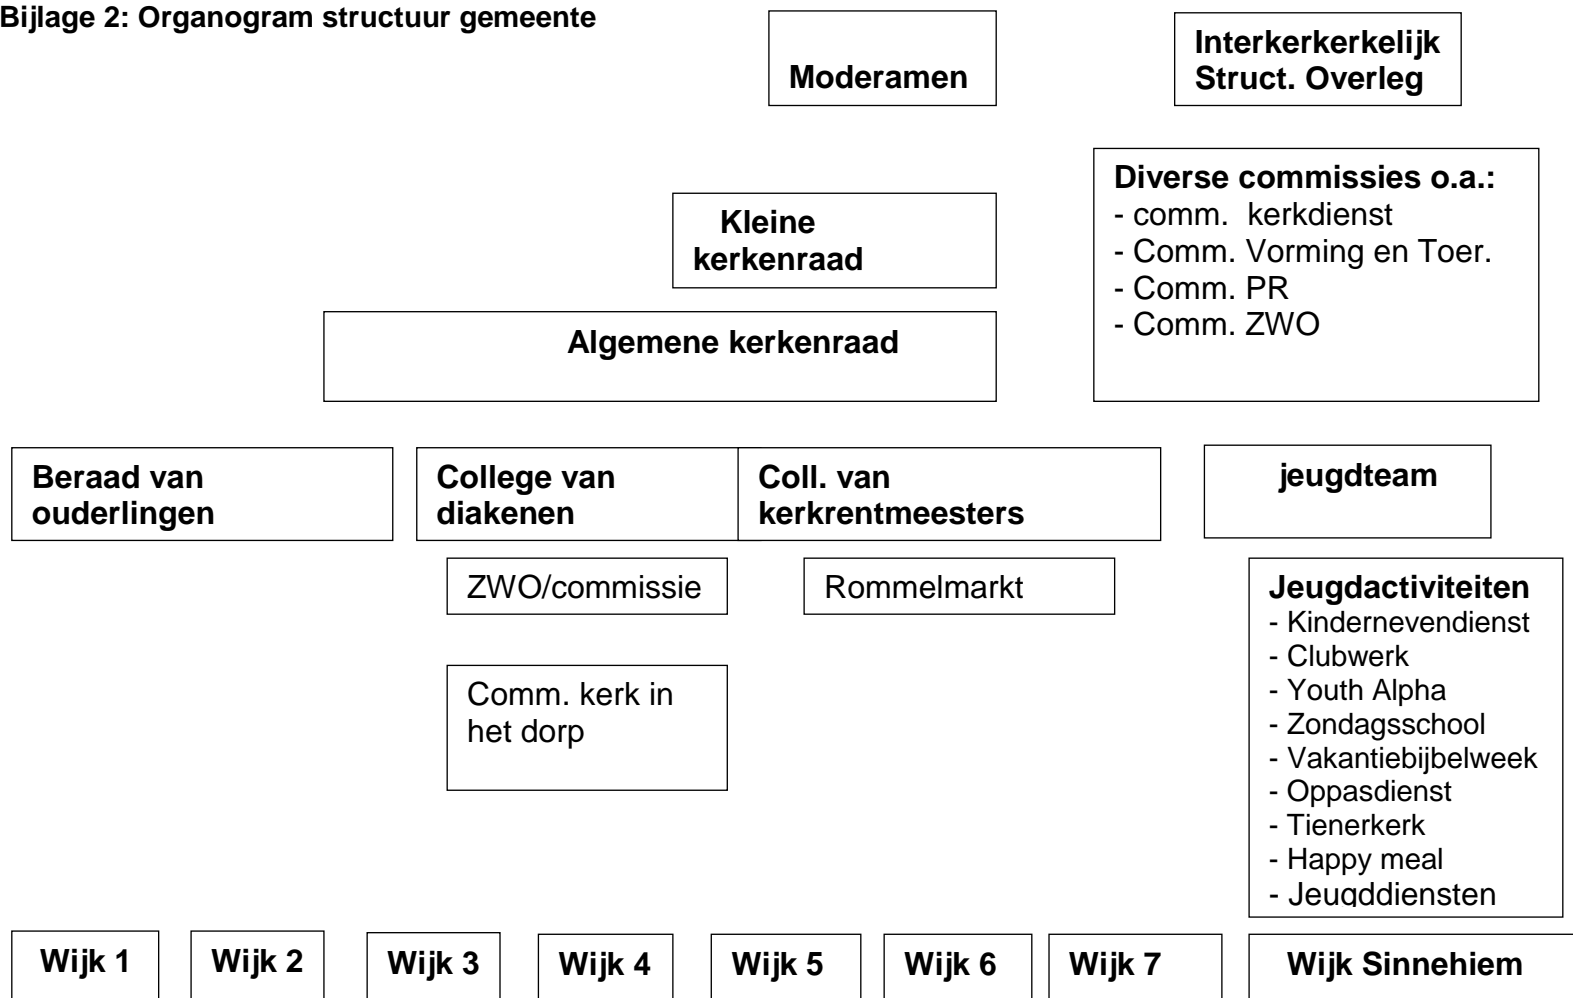 Bijlage 2: Organogram structuur gemeente
Moderamen
Interkerkerkelijk
Struct. Overleg
Diverse commissies o.a.:
- comm. kerkdienst
- Comm. Vorming en Toer.
- Comm. PR
- Comm. ZWO
Kleine
kerkenraad
Algemene kerkenraad
Beraad van
ouderlingen
College van
diakenen
Coll. van
kerkrentmeesters
jeugdteam
ZWO/commissie
Rommelmarkt
Comm. kerk in
het dorp
Jeugdactiviteiten
- Kindernevendienst
- Clubwerk
- Youth Alpha
- Zondagsschool
- Vakantiebijbelweek
- Oppasdienst
- Tienerkerk
- Happy meal
- Jeugddiensten
Wijk 1
Wijk 2
Wijk 3
Wijk 4
Wijk 5
Wijk 6
Wijk 7
Wijk Sinnehiem